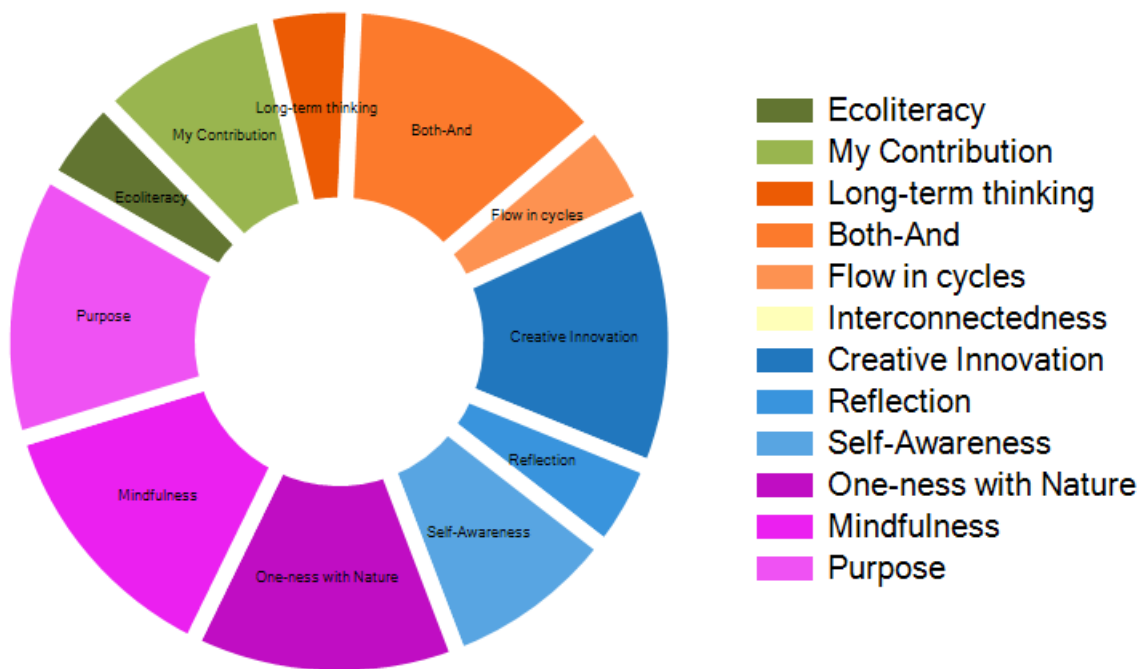 Long-term thinking
Both-And
My Contribution
Ecoliteracy
Flow in cycles
Purpose
Creative Innovation
Mindfulness
Reflection
Self-Awareness
One-ness with Nature
Ecoliteracy
My Contribution
Long-term thinking
Both-And
Flow in cycles
Interconnectedness
Creative Innovation
Reflection
Self-Awareness
One-ness with Nature
Mindfulness
Purpose